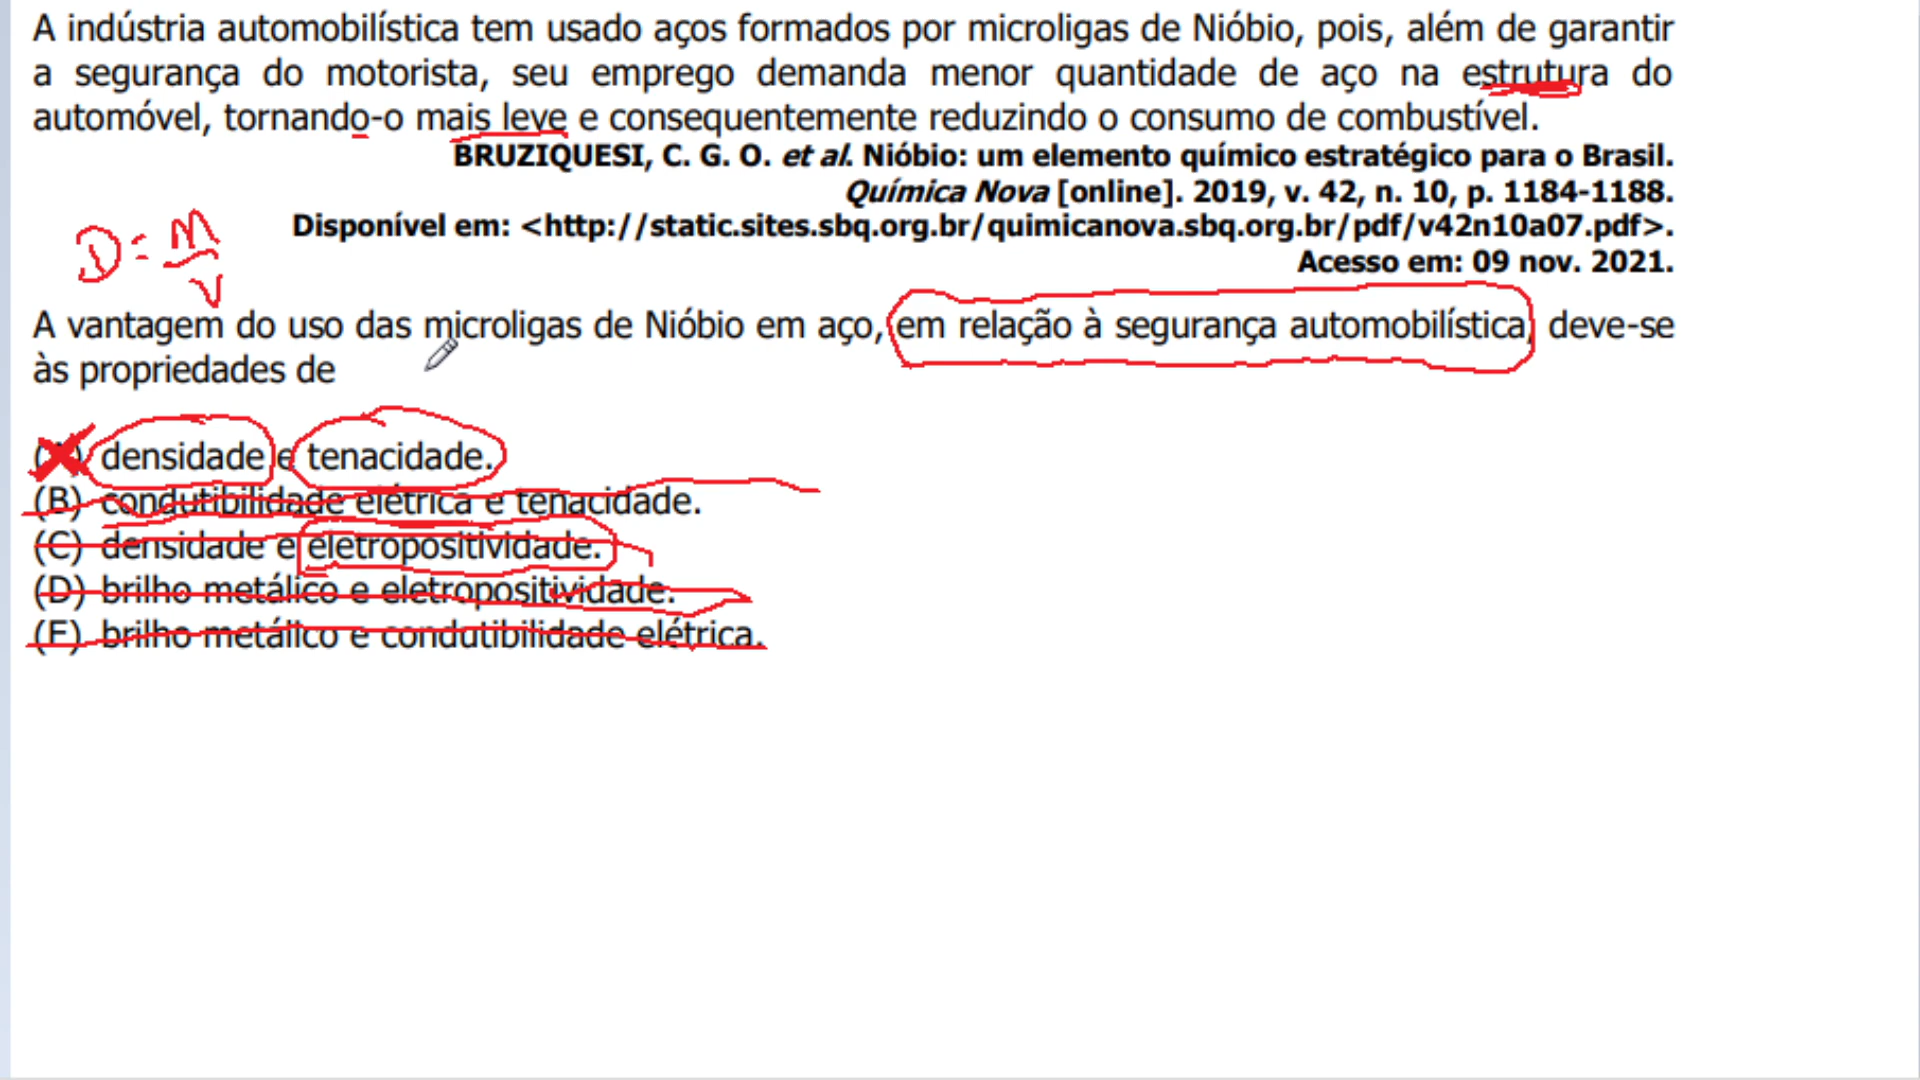 A indústria automobilística tem usado aços formados por microligas de Nióbio, pois, além de garantir
a segurança do motorista, seu emprego demanda menor quantidade de aço na estrutura do
automóvel, tornando-o mais leve e consequentemente reduzindo o consumo de combustível.
BRUZIQUESI, C. G. O. et al. Nióbio: um elemento químico estratégico para o Brasil.
Química Nova [online]. 2019, v. 42, n. 10, p. 1184-1188.
Disponível em: <http://static.sites.sbq.org.br/quimicanova.sbq.org.br/pdf/v42n10a07.pdf>.
Acesso em: 09 nov. 2021.
D = M
V
A vantagem do uso das microligas de Nióbio em aço, em relação à segurança automobilística, deve-se
às propriedades de
(A) densidade e tenacidade.
(B) condutibilidade elétrica e tenacidade.
(C) densidade e eletropositividade.
(D) brilho metálico e eletropositividade.
(E) brilho metálico e condutibilidade elétrica.